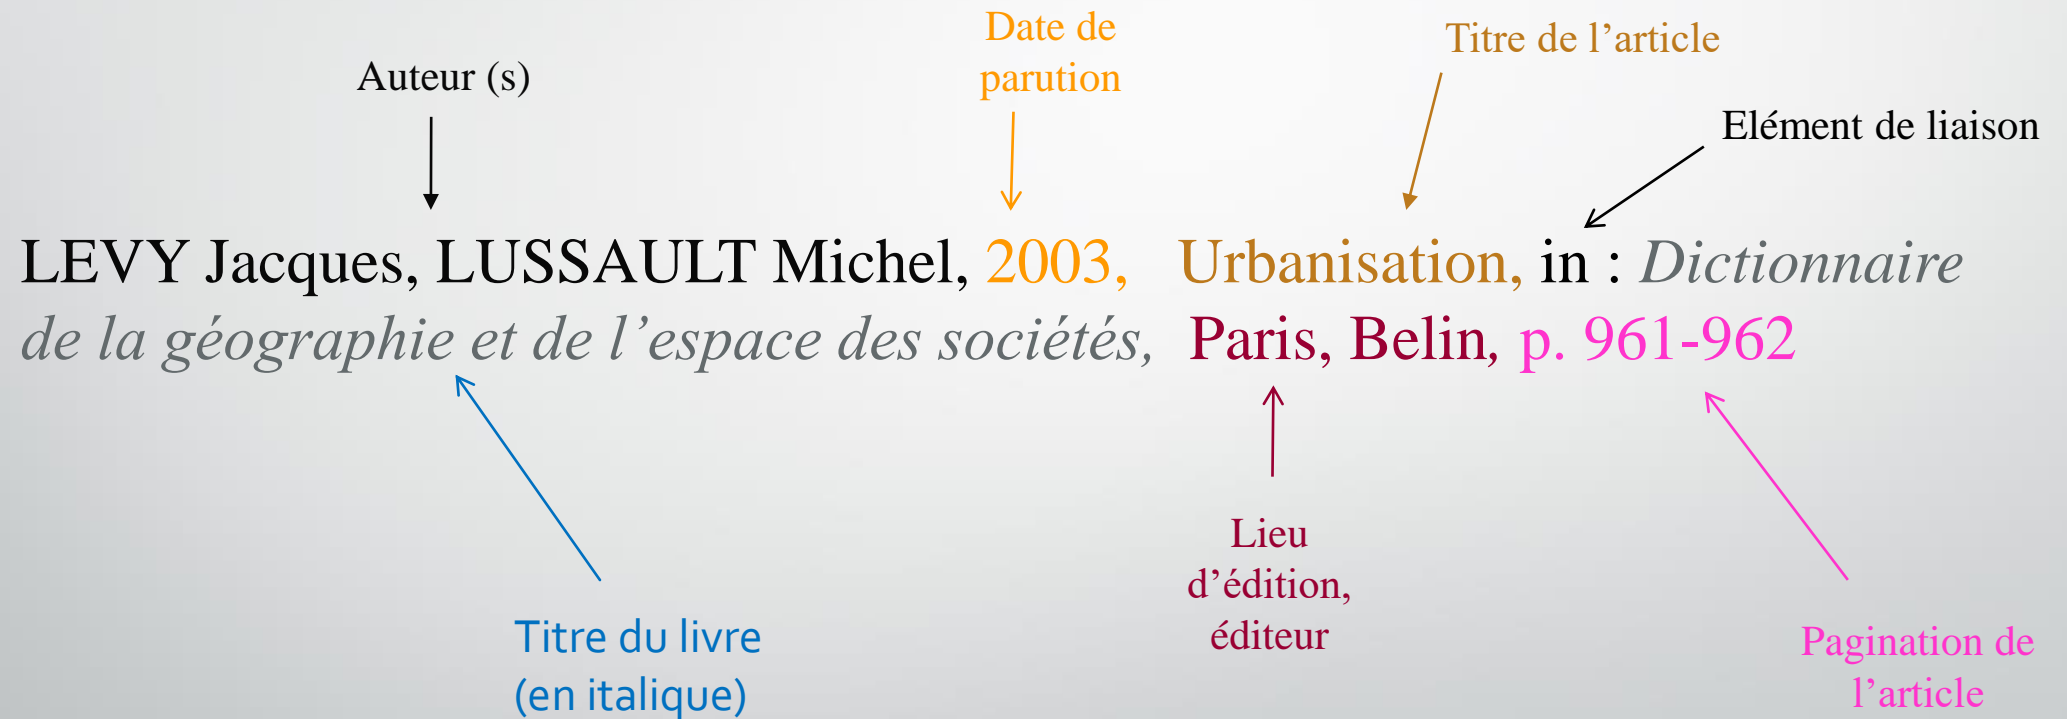 Date de
parution
Titre de l’article
Auteur (s)
Elément de liaison
LEVY Jacques, LUSSAULT Michel, 2003, Urbanisation, in : Dictionnaire
de la géographie et de l’espace des sociétés, Paris, Belin, p. 961-962
Lieu
d’édition,
éditeur
Titre du livre
(en italique)
Pagination de
l’article